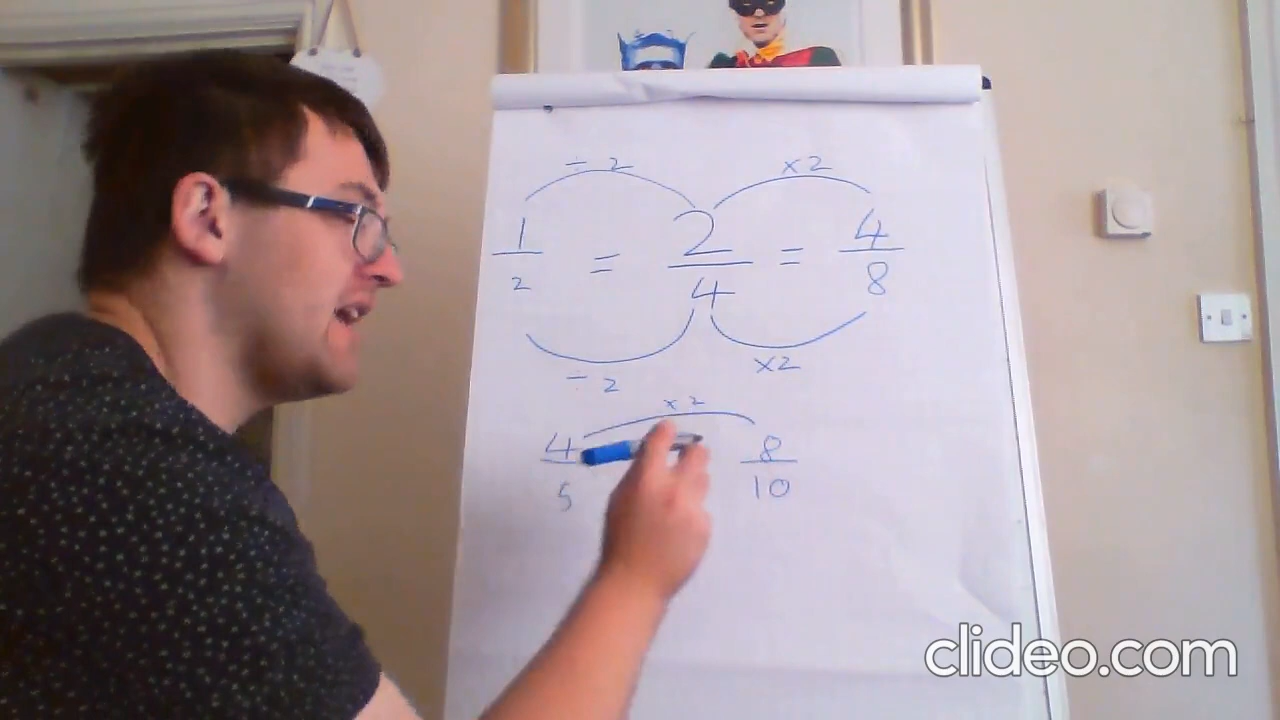 ÷ 2 ×2
1/2 = 2/4 = 4/8
÷ 2 ×2
×2
4/5 8/10
clideo.com